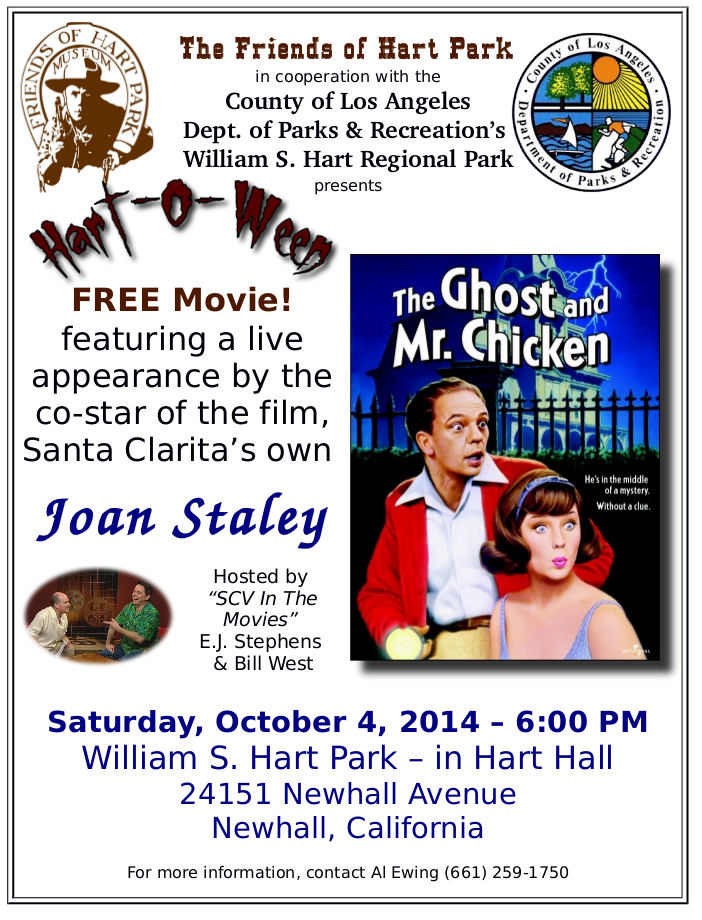 FRIENDS OF HART PARK
MUSEUM
The Friends of Hart Park
in cooperation with the
County of Los Angeles
Dept. of Parks & Recreation's
William S. Hart Regional Park
presents
County of Los Angeles
Department of Parks & Recreation
Hart-O-Ween
FREE Movie!
featuring a live
appearance by the
co-star of the film,
Santa Clarita's own
Joan Staley
Hosted by
“SCV In The
Movies”
E.J. Stephens
& Bill West
The Ghost and
Mr. Chicken
He's in the middle
of a mystery.
Without a clue.
UNIVERSAL
Saturday, October 4, 2014 – 6:00 PM
William S. Hart Park – in Hart Hall
24151 Newhall Avenue
Newhall, California
For more information, contact Al Ewing (661) 259-1750